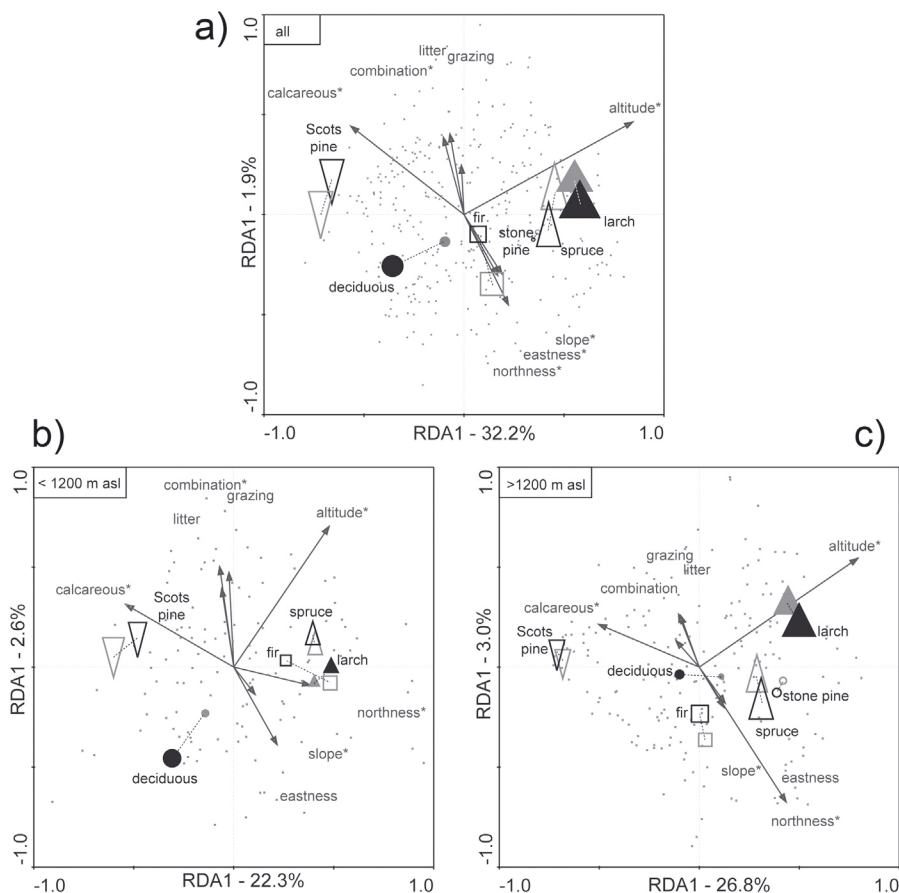 a)
all
litter
grazing
combination*
calcareous*
altitude*
Scots
pine
fir
stone
pine
larch
spruce
deciduous
slope*
eastness*
northness*
1.0
RDA1 - 1.9%
-1.0
-1.0
RDA1 - 32.2%
1.0
b)
< 1200 m asl
combination*
grazing
litter
altitude*
calcareous*
Scots
pine
spruce
fir
larch
northness*
deciduous
slope*
eastness
1.0
RDA1 - 2.6%
-1.0
-1.0
RDA1 - 22.3%
1.0
c)
>1200 m asl
altitude*
grazing
litter
combination
calcareous*
Scots
pine
larch
deciduous
stone pine
fir
spruce
slope*
eastness
northness*
1.0
RDA1 - 3.0%
-1.0
-1.0
RDA1 - 26.8%
1.0